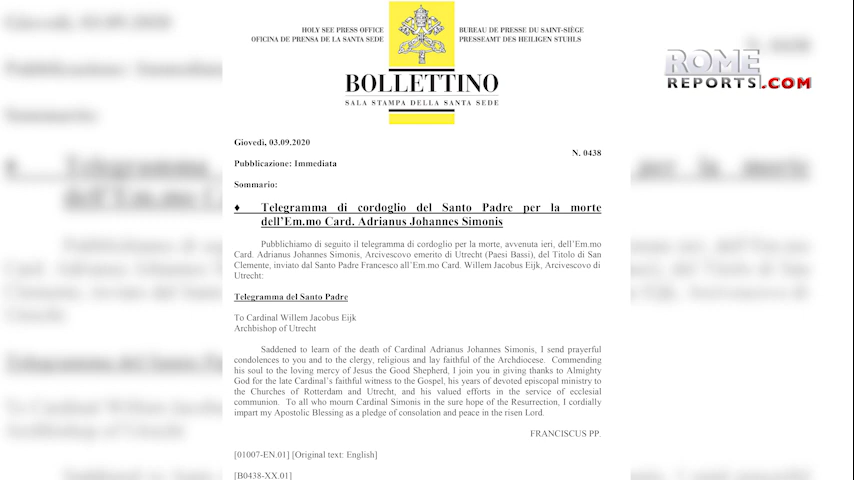 HOLY SEE PRESS OFFICE
OFICINA DE PRENSA DE LA SANTA SEDE
BUREAU DE PRESSE DU SAINT-SIÈGE
PRESSEAMT DES HEILIGEN STUHLS
BOLLETTINO
SALA STAMPA DELLA SANTA SEDE
ROME
REPORTS.COM
Giovedì, 03.09.2020
N. 0438
Pubblicazione: Immediata
Sommario:
♦ Telegramma di cordoglio del Santo Padre per la morte
dell'Em.mo Card. Adrianus Johannes Simonis
Pubblichiamo di seguito il telegramma di cordoglio per la morte, avvenuta ieri, dell'Em.mo
Card. Adrianus Johannes Simonis, Arcivescovo emerito di Utrecht (Paesi Bassi), del Titolo di San
Clemente, inviato dal Santo Padre Francesco all'Em.mo Card. Willem Jacobus Eijk, Arcivescovo di
Utrecht:
Telegramma del Santo Padre
To Cardinal Willem Jacobus Eijk
Archbishop of Utrecht
Saddened to learn of the death of Cardinal Adrianus Johannes Simonis, I send prayerful
condolences to you and to the clergy, religious and lay faithful of the Archdiocese. Commending
his soul to the loving mercy of Jesus the Good Shepherd, I join you in giving thanks to Almighty
God for the late Cardinal's faithful witness to the Gospel, his years of devoted episcopal ministry to
the Churches of Rotterdam and Utrecht, and his valued efforts in the service of ecclesial
communion. To all who mourn Cardinal Simonis in the sure hope of the Resurrection, I cordially
impart my Apostolic Blessing as a pledge of consolation and peace in the risen Lord.
FRANCISCUS PP.
[01007-EN.01] [Original text: English]
[B0438-XX.01]